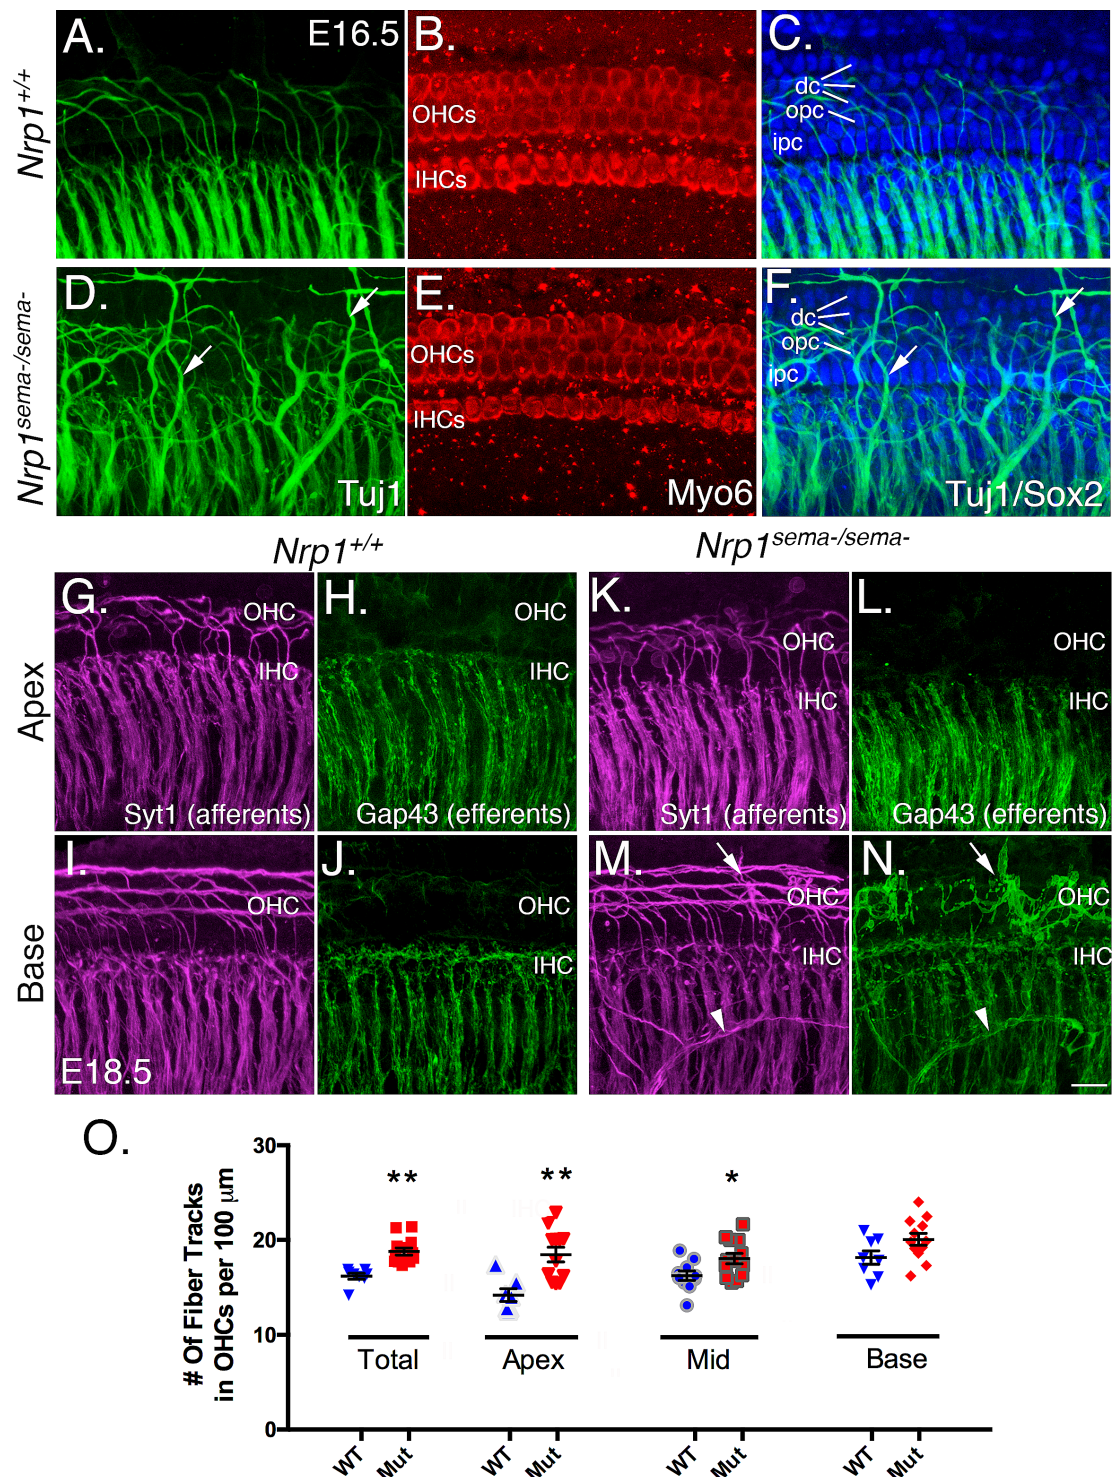 A. E16.5 B. C.
Nrp1+/+
OHCs
IHCs
dc
opc
ipc
D. E. F.
Nrp1sema-/sema-
OHCs
IHCs
dc
opc
ipc
Tuj1 Myo6 Tuj1/Sox2
Nrp1+/+ Nrp1sema-/sema-
G. H. K. L.
OHC OHC OHC OHC
IHC IHC IHC IHC
Apex
Syt1 (afferents) Gap43 (efferents) Syt1 (afferents) Gap43 (efferents)
I. J. M. N.
OHC OHC OHC OHC
IHC IHC IHC
Base
E18.5
O.
# Of Fiber Tracks
in OHCs per 100 μm
30
20
10
0
** ** *
Total Apex Mid Base
WT Mut WT Mut WT Mut WT Mut